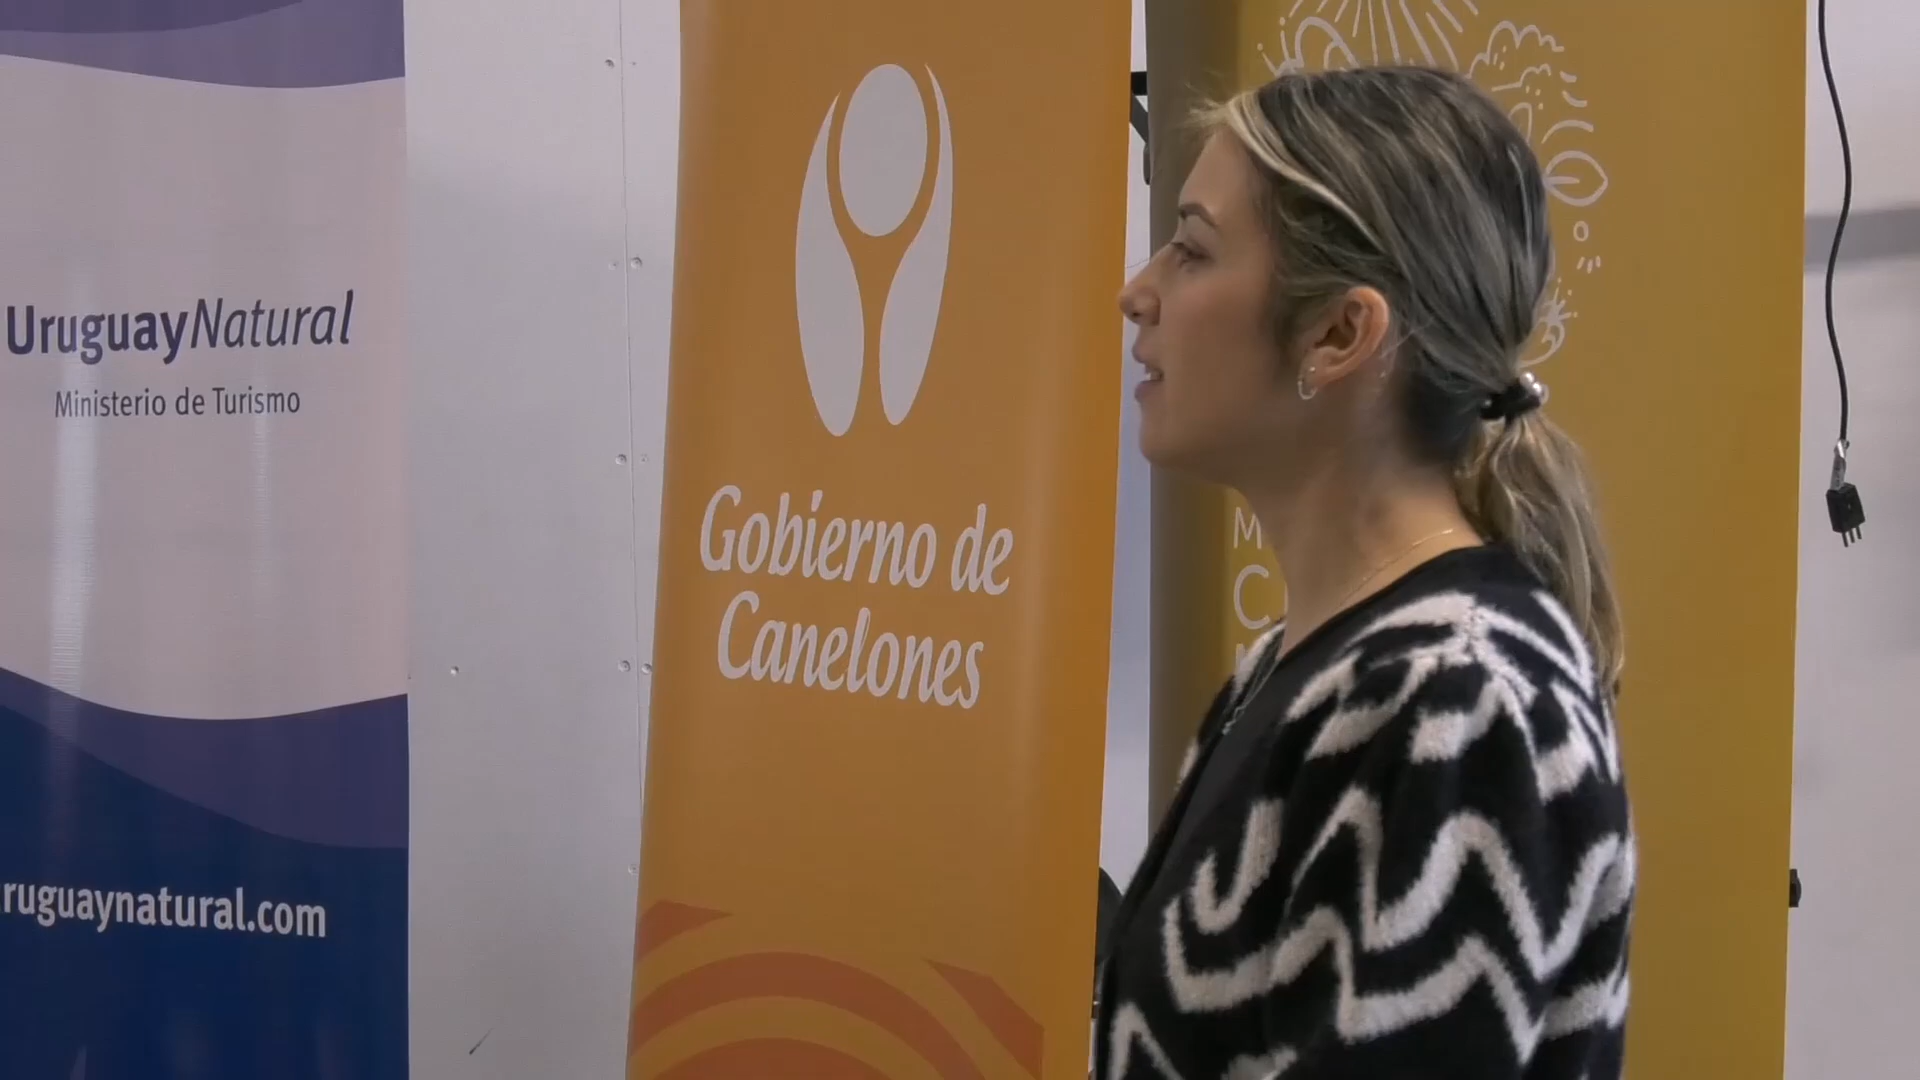 UruguayNatural
Ministerio de Turismo
ruguaynatural.com
Gobierno de
Canelones
M
C